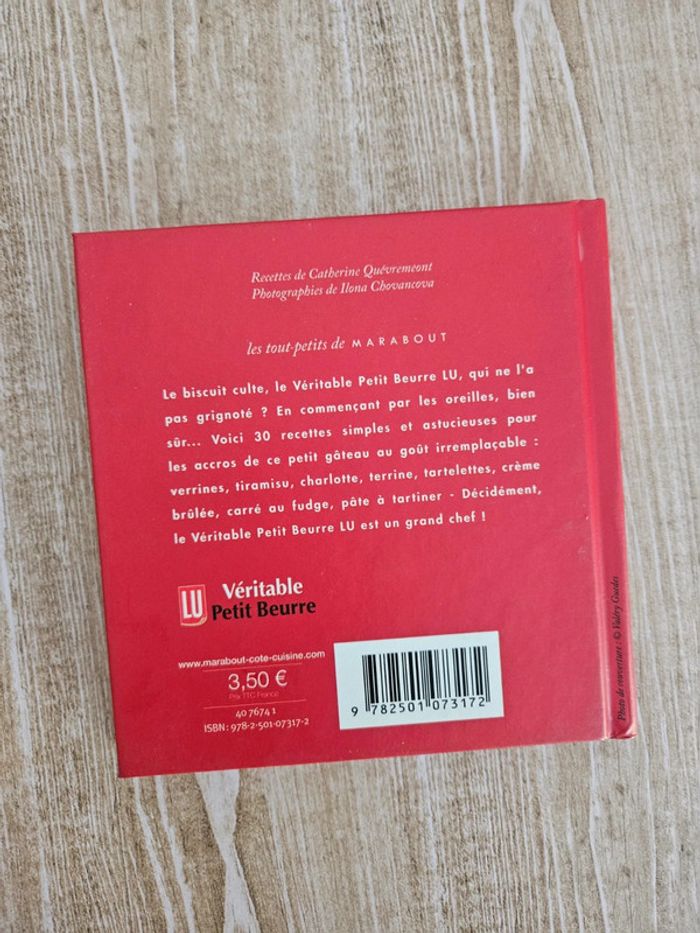 Recettes de Catherine Quévremont
Photographies de Ilona Chovancova
les tout-petits de MARABOUT
Le biscuit culte, le Véritable Petit Beurre LU, qui ne l'a
pas grignoté ? En commençant par les oreilles, bien
sûr... Voici 30 recettes simples et astucieuses pour
les accros de ce petit gâteau au goût irremplaçable :
verrines, tiramisu, charlotte, terrine, tartelettes, crème
brûlée, carré au fudge, pâte à tartiner - Décidément,
le Véritable Petit Beurre LU est un grand chef !
LU
Véritable
Petit Beurre
www.marabout-cote-cuisine.com
3,50 €
Prix TTC France
40 7674 1
ISBN : 978-2-501-07317-2
9 782501 073172
Photo de couverture : © Valéry Guedes